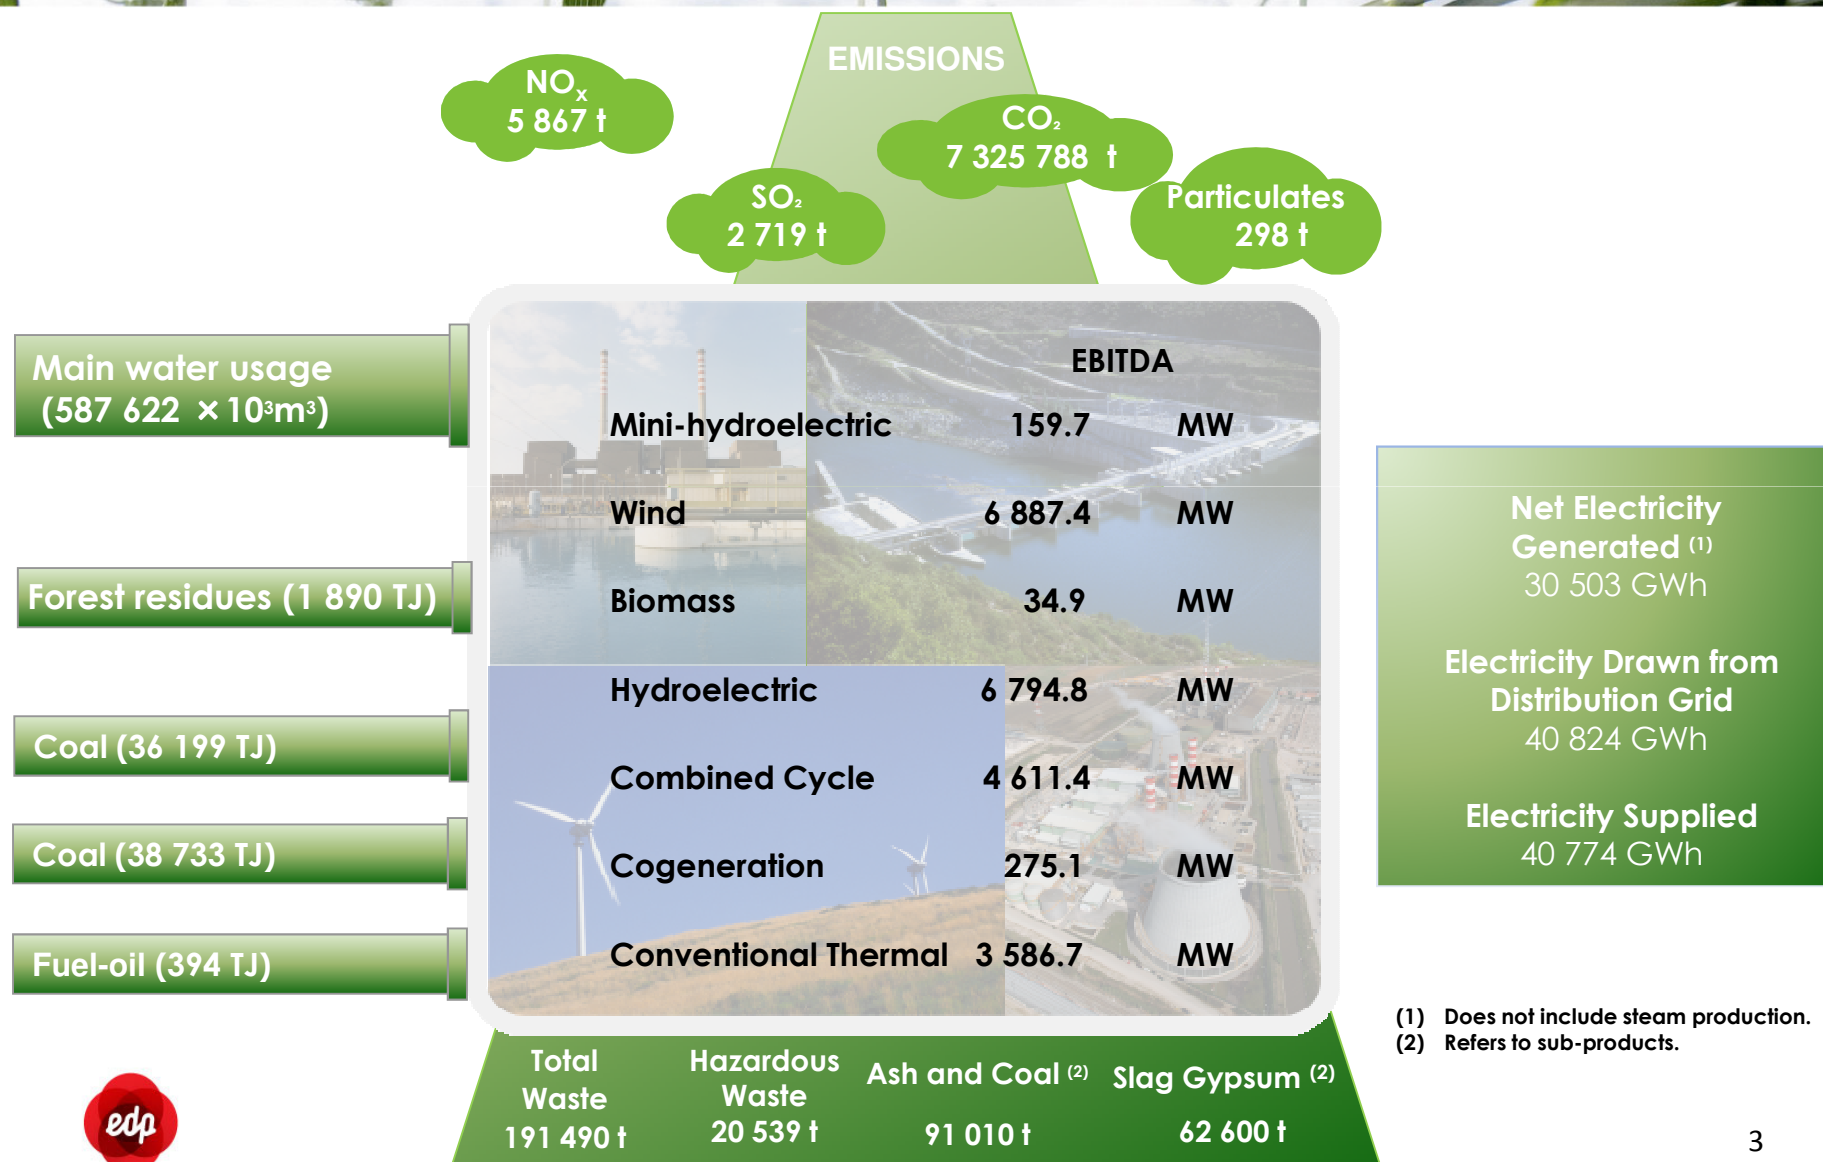 EMISSIONS
NOx
5 867 t
CO₂
7 325 788 t
SO₂
2 719 t
Particulates
298 t
Main water usage
(587 622 ×10³m³)
Forest residues (1 890 TJ)
Coal (36 199 TJ)
Coal (38 733 TJ)
Fuel-oil (394 TJ)
EBITDA
Mini-hydroelectric 159.7 MW
Wind 6 887.4 MW
Biomass 34.9 MW
Hydroelectric 6 794.8 MW
Combined Cycle 4 611.4 MW
Cogeneration 275.1 MW
Conventional Thermal 3 586.7 MW
Net Electricity
Generated (1)
30 503 GWh
Electricity Drawn from
Distribution Grid
40 824 GWh
Electricity Supplied
40 774 GWh
(1) Does not include steam production.
(2) Refers to sub-products.
Total
Waste
191 490 t
Hazardous
Waste
20 539 t
Ash and Coal (2)
91 010 t
Slag Gypsum (2)
62 600 t
edp
3